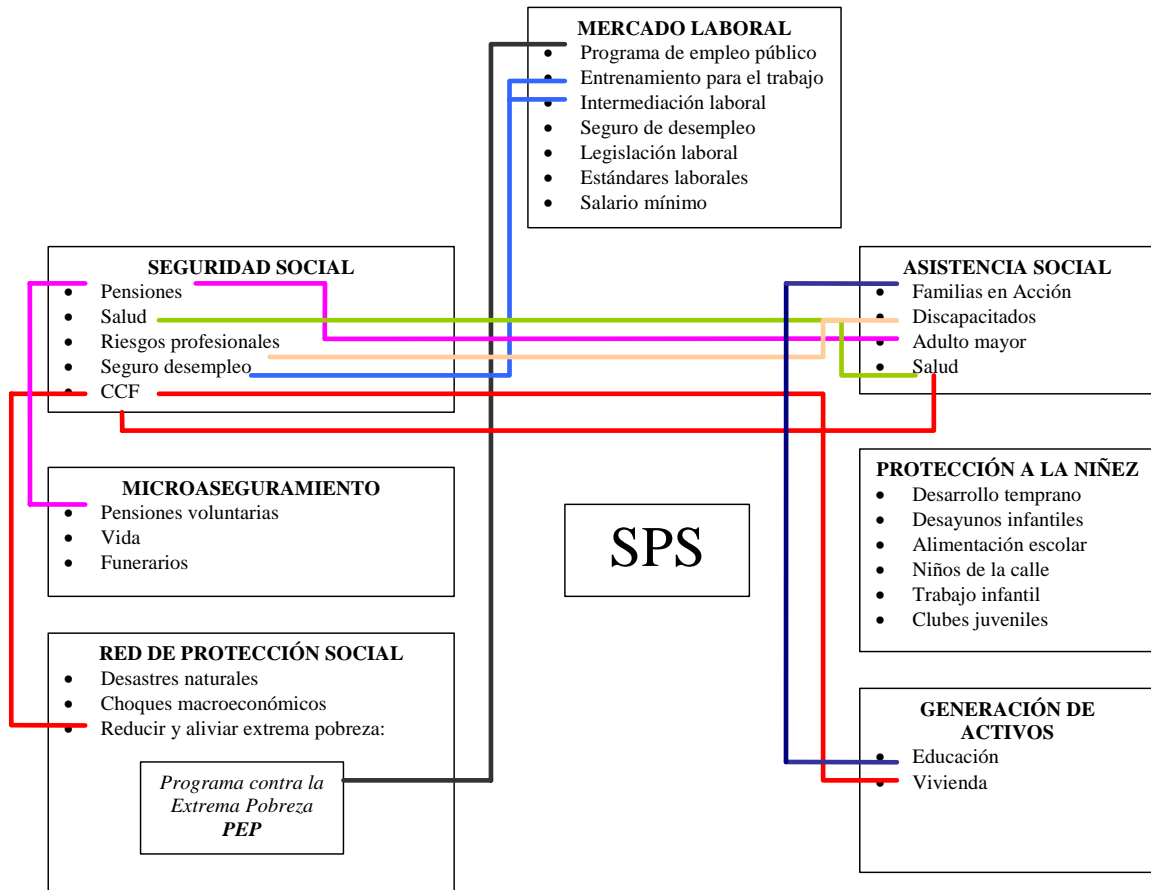 MERCADO LABORAL
• Programa de empleo público
• Entrenamiento para el trabajo
• Intermediación laboral
• Seguro de desempleo
• Legislación laboral
• Estándares laborales
• Salario mínimo
SEGURIDAD SOCIAL
• Pensiones
• Salud
• Riesgos profesionales
• Seguro desempleo
• CCF
ASISTENCIA SOCIAL
• Familias en Acción
• Discapacitados
• Adulto mayor
• Salud
MICROASEGURAMIENTO
• Pensiones voluntarias
• Vida
• Funerarios
SPS
PROTECCIÓN A LA NIÑEZ
• Desarrollo temprano
• Desayunos infantiles
• Alimentación escolar
• Niños de la calle
• Trabajo infantil
• Clubes juveniles
RED DE PROTECCIÓN SOCIAL
• Desastres naturales
• Choques macroeconómicos
• Reducir y aliviar extrema pobreza:
Programa contra la
Extrema Pobreza
PEP
GENERACIÓN DE
ACTIVOS
• Educación
• Vivienda